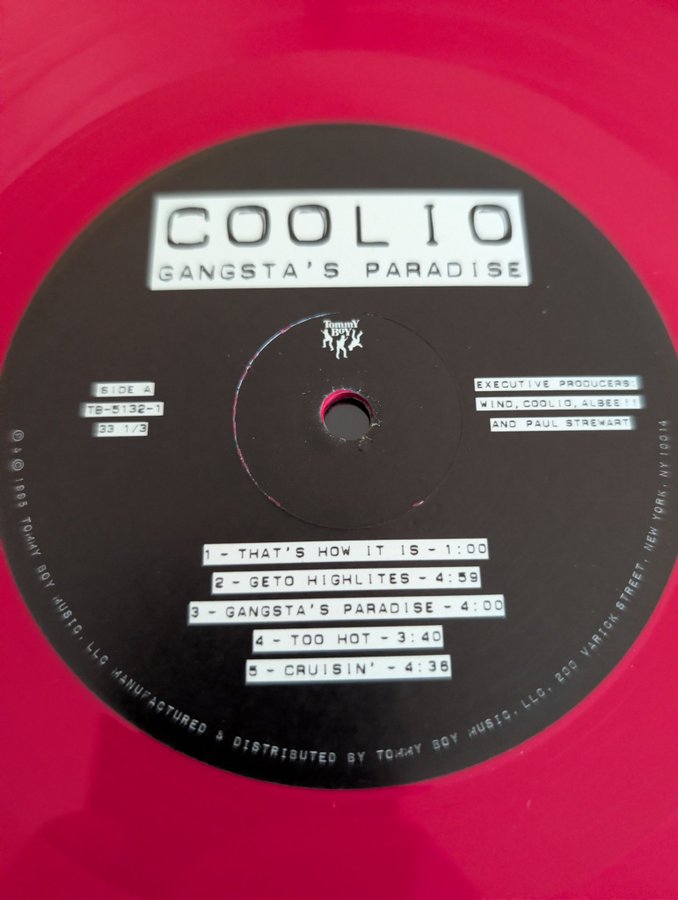 COOLIO
GANGSTA'S PARADISE
TommY
BoY
SIDE A
TB-5132-1
33 1/3
EXECUTIVE PRODUCERS:
WINO, COOLIO, ALBEE!!
AND PAUL STREWART
1 - THAT'S HOW IT IS - 1:00
2 - GETO HIGHLITES - 4:59
3 - GANGSTA'S PARADISE - 4:00
4 - TOO HOT - 3:40
5 - CRUISIN' - 4:36
℗ & © 1995 TOMMY BOY MUSIC, LLC MANUFACTURED & DISTRIBUTED BY TOMMY BOY MUSIC, LLC, 200 VARICK STREET, NEW YORK, NY 10014